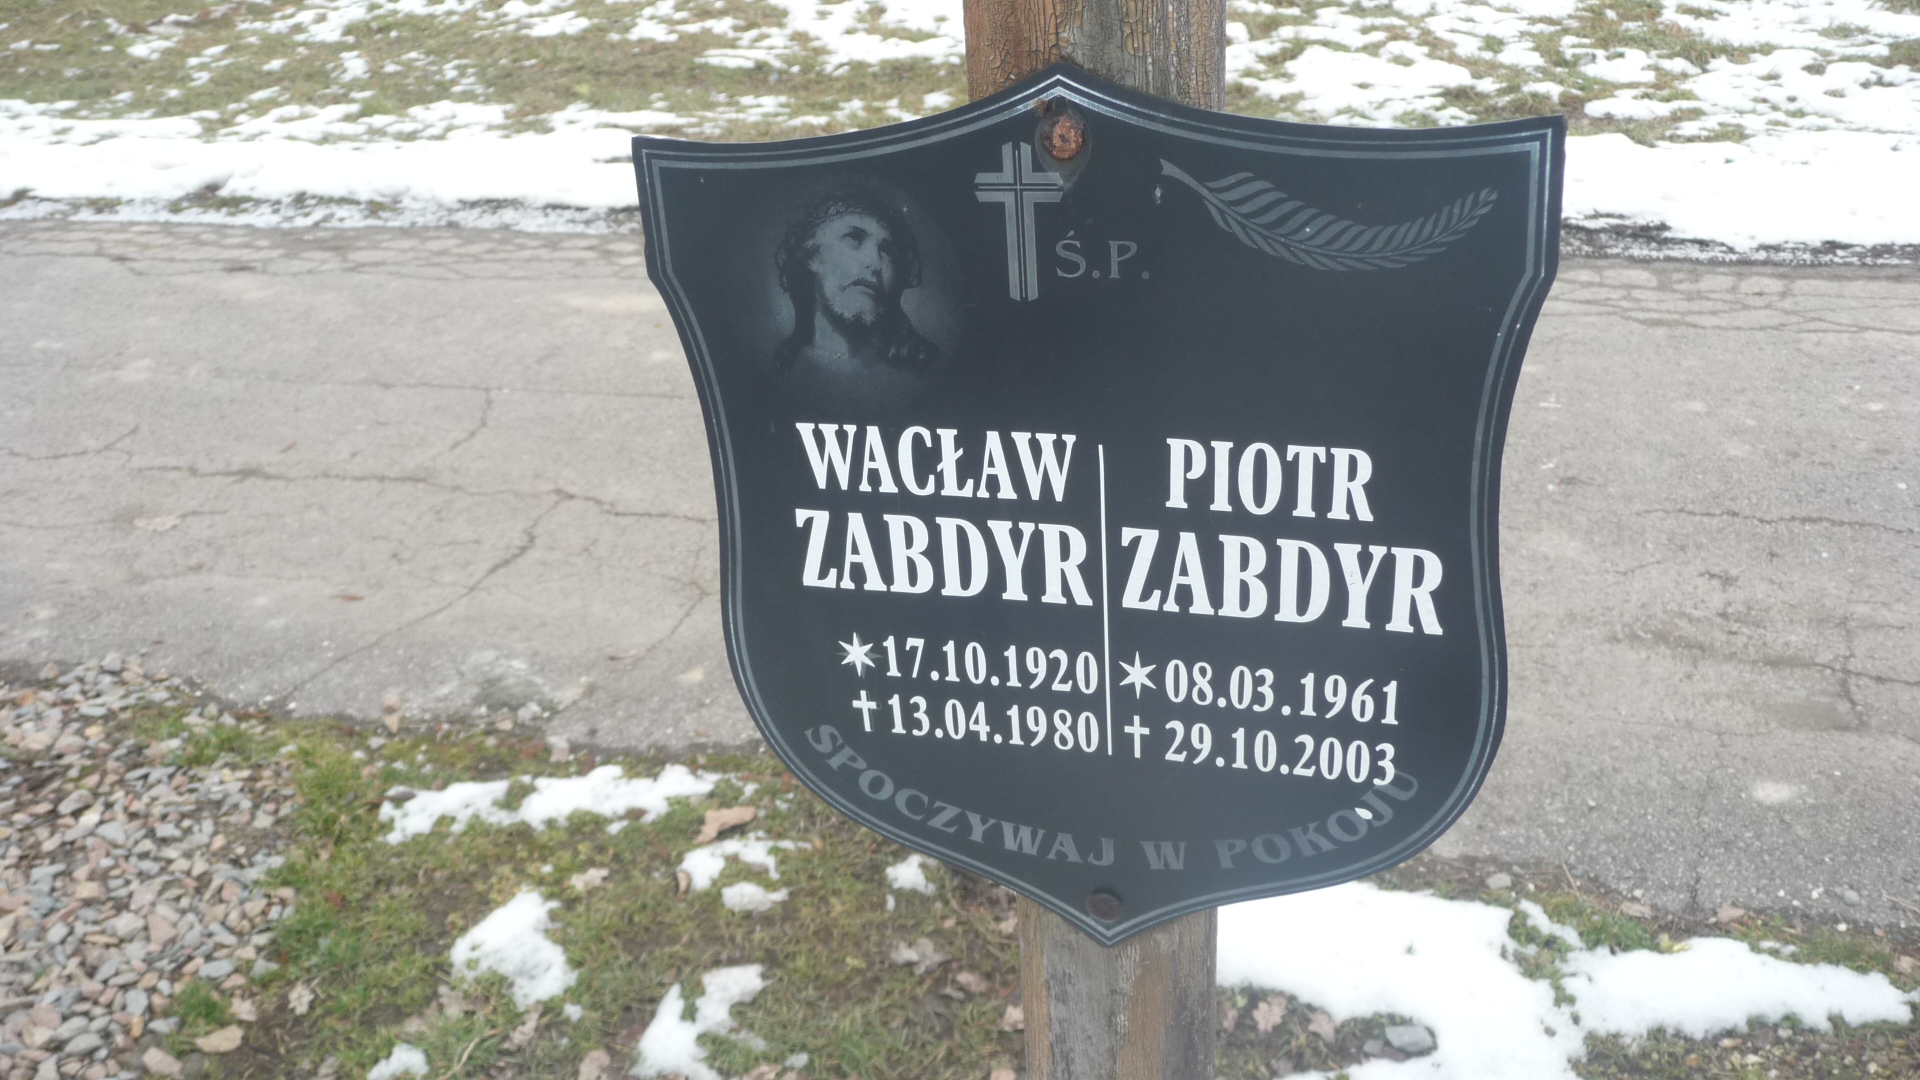 Ś.P.
WACŁAW
ZABDYR
✶17.10.1920
†13.04.1980
PIOTR
ZABDYR
✶08.03.1961
†29.10.2003
SPOCZYWAJ W POKOJU